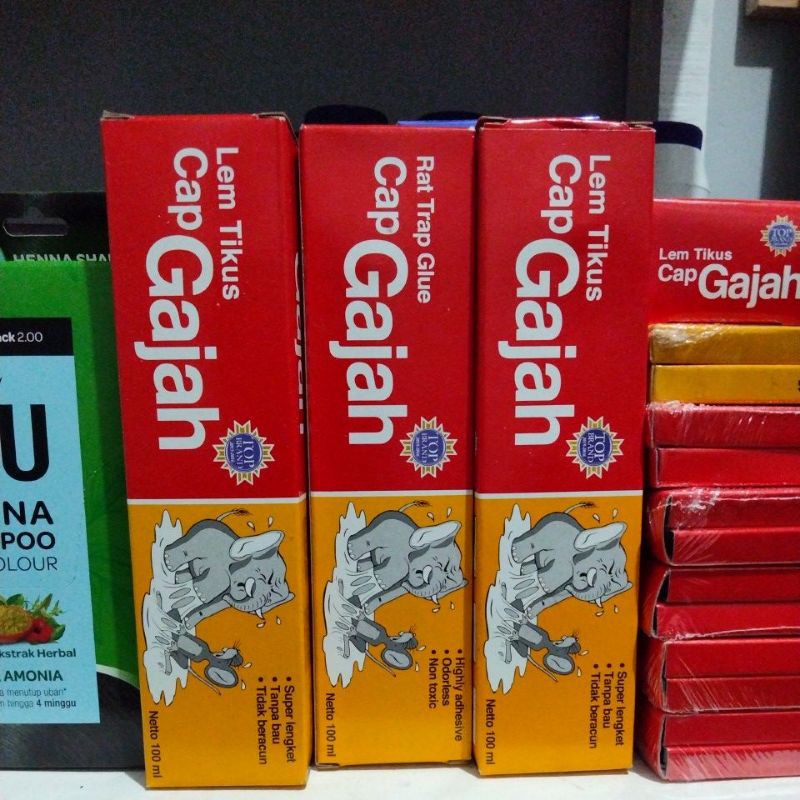 HENNA SHA
ck 2.00
U
NA
POO
OLOUR
kstrak Herbal
AMONIA
a menutup uban*
n hingga 4 minggu
Lem Tikus
Cap Gajah
TOP
BRAND
• Super lengket
• Tanpa bau
• Tidak beracun
Netto 100 ml
Rat Trap Glue
Cap Gajah
TOP
BRAND
• Highly adhesive
• Odorless
• Non toxic
Netto 100 ml
Lem Tikus
Cap Gajah
TOP
BRAND
• Super lengket
• Tanpa bau
• Tidak beracun
Netto 100 ml
TOP
BRAND
Lem Tikus
Cap Gajah